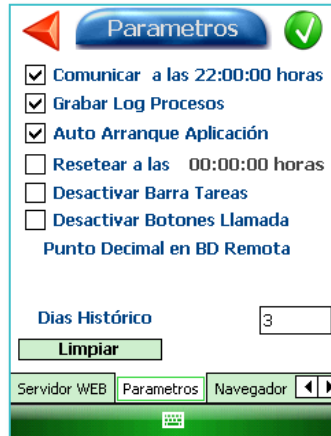 Parametros
Comunicar a las 22:00:00 horas
Grabar Log Procesos
Auto Arranque Aplicación
Resetear a las 00:00:00 horas
Desactivar Barra Tareas
Desactivar Botones Llamada
Punto Decimal en BD Remota
Dias Histórico 3
Limpiar
Servidor WEB Parametros Navegador